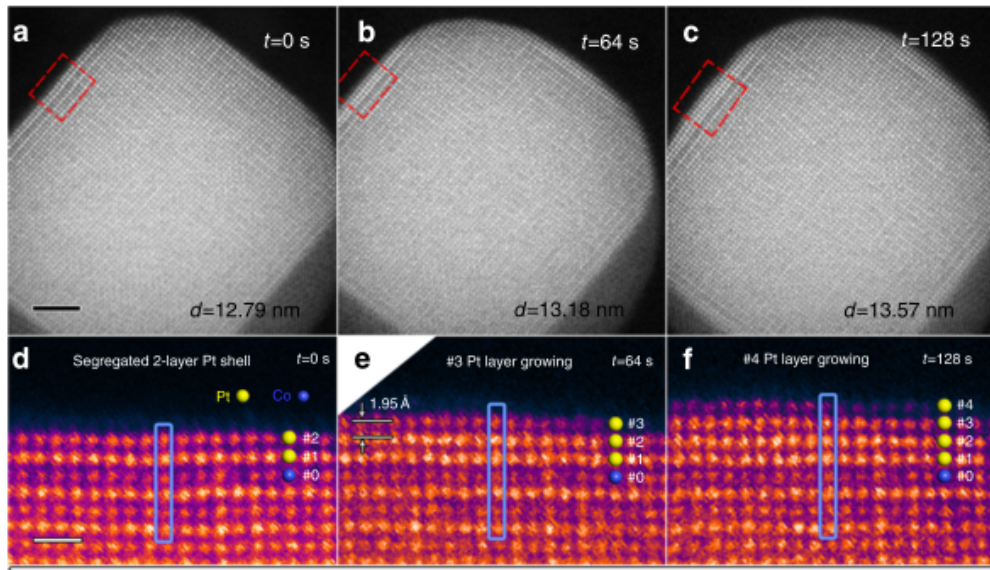 a
t=0 s
d=12.79 nm
b
t=64 s
d=13.18 nm
c
t=128 s
d=13.57 nm
d
Segregated 2-layer Pt shell
t=0 s
Pt
Co
#2
#1
#0
e
#3 Pt layer growing
t=64 s
1.95 Å
#3
#2
#1
#0
f
#4 Pt layer growing
t=128 s
#4
#3
#2
#1
#0